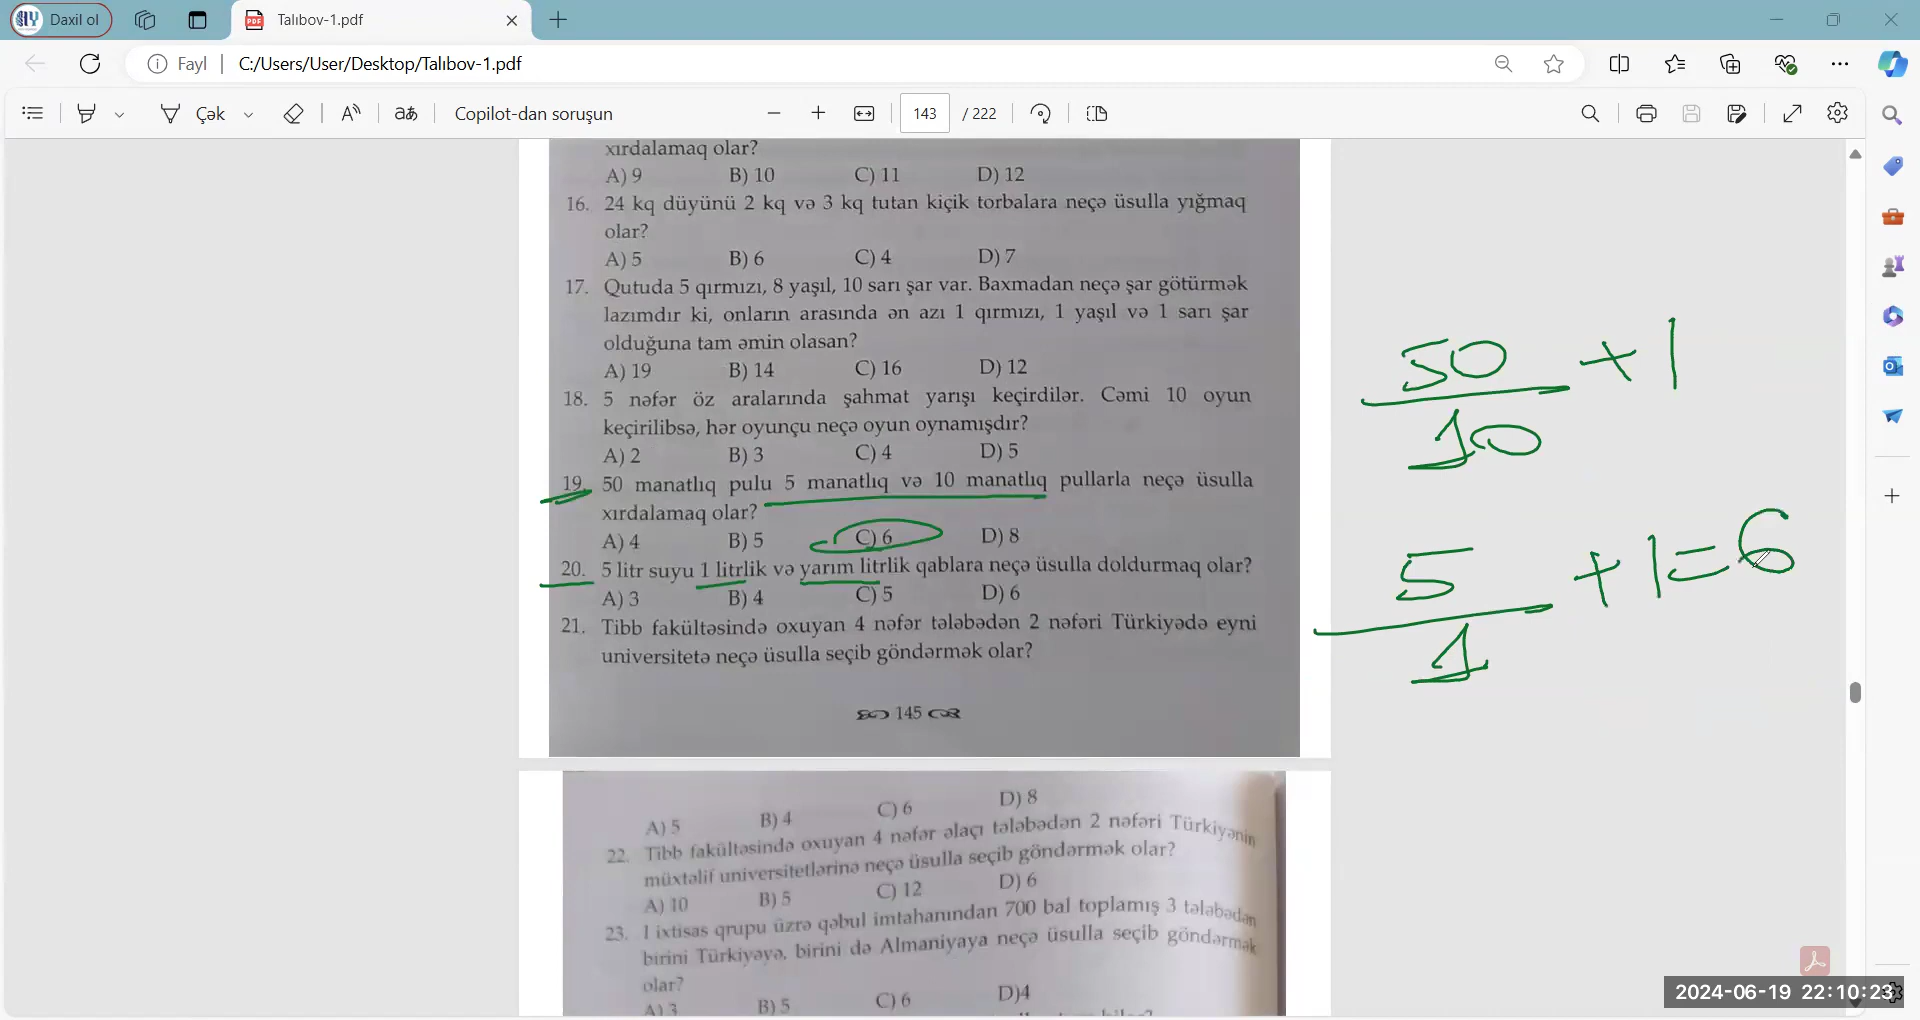 Daxil ol
Talıbov-1.pdf
Fayl
C:/Users/User/Desktop/Talıbov-1.pdf
Çək
aあ
Copilot-dan soruşun
143 / 222
xırdalamaq olar?
A) 9 B) 10 C) 11 D) 12
16. 24 kq düyünü 2 kq və 3 kq tutan kiçik torbalara neçə üsulla yığmaq
olar?
A) 5 B) 6 C) 4 D) 7
17. Qutuda 5 qırmızı, 8 yaşıl, 10 sarı şar var. Baxmadan neçə şar götürmək
lazımdır ki, onların arasında ən azı 1 qırmızı, 1 yaşıl və 1 sarı şar
olduğuna tam əmin olasan?
A) 19 B) 14 C) 16 D) 12
18. 5 nəfər öz aralarında şahmat yarışı keçirdilər. Cəmi 10 oyun
keçirilibsə, hər oyunçu neçə oyun oynamışdır?
A) 2 B) 3 C) 4 D) 5
19. 50 manatlıq pulu 5 manatlıq və 10 manatlıq pullarla neçə üsulla
xırdalamaq olar?
A) 4 B) 5 C) 6 D) 8
20. 5 litr suyu 1 litrlik və yarım litrlik qablara neçə üsulla doldurmaq olar?
A) 3 B) 4 C) 5 D) 6
21. Tibb fakültəsində oxuyan 4 nəfər tələbədən 2 nəfəri Türkiyədə eyni
universitetə neçə üsulla seçib göndərmək olar?
145
A) 5 B) 4 C) 6 D) 8
22. Tibb fakültəsində oxuyan 4 nəfər əlaçı tələbədən 2 nəfəri Türkiyənin
müxtəlif universitetlərinə neçə üsulla seçib göndərmək olar?
A) 10 B) 5 C) 12 D) 6
23. I ixtisas qrupu üzrə qəbul imtahanından 700 bal toplamış 3 tələbədən
birini Türkiyəyə, birini də Almaniyaya neçə üsulla seçib göndərmək
olar?
A) 3 B) 5 C) 6 D)4
50 + 1
10
5 + 1 = 6
1
2024-06-19 22:10:23